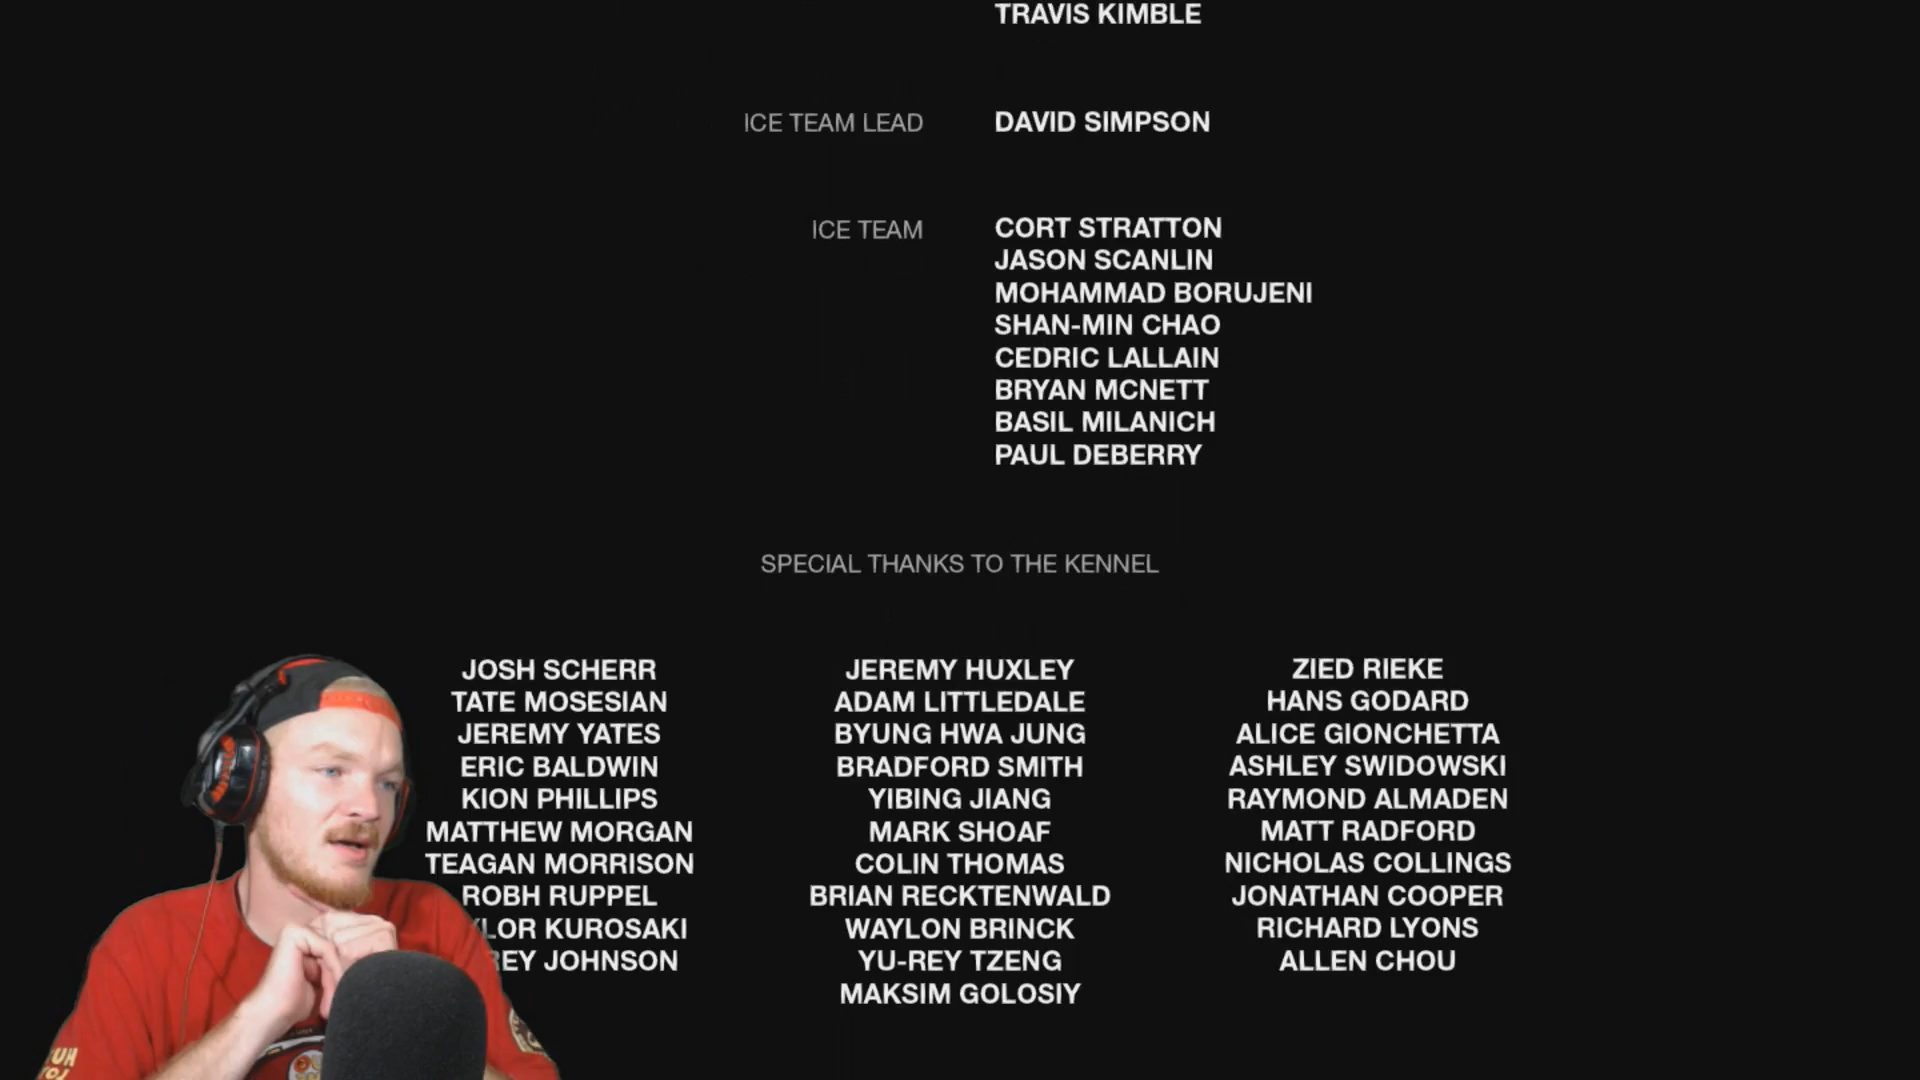 TRAVIS KIMBLE
ICE TEAM LEAD DAVID SIMPSON
ICE TEAM CORT STRATTON
JASON SCANLIN
MOHAMMAD BORUJENI
SHAN-MIN CHAO
CEDRIC LALLAIN
BRYAN MCNETT
BASIL MILANICH
PAUL DEBERRY
SPECIAL THANKS TO THE KENNEL
JOSH SCHERR
TATE MOSESIAN
JEREMY YATES
ERIC BALDWIN
KION PHILLIPS
MATTHEW MORGAN
TEAGAN MORRISON
ROBH RUPPEL
KUROSAKI
JOHNSON
JEREMY HUXLEY
ADAM LITTLEDALE
BYUNG HWA JUNG
BRADFORD SMITH
YIBING JIANG
MARK SHOAF
COLIN THOMAS
BRIAN RECKTENWALD
WAYLON BRINCK
YU-REY TZENG
MAKSIM GOLOSIY
ZIED RIEKE
HANS GODARD
ALICE GIONCHETTA
ASHLEY SWIDOWSKI
RAYMOND ALMADEN
MATT RADFORD
NICHOLAS COLLINGS
JONATHAN COOPER
RICHARD LYONS
ALLEN CHOU